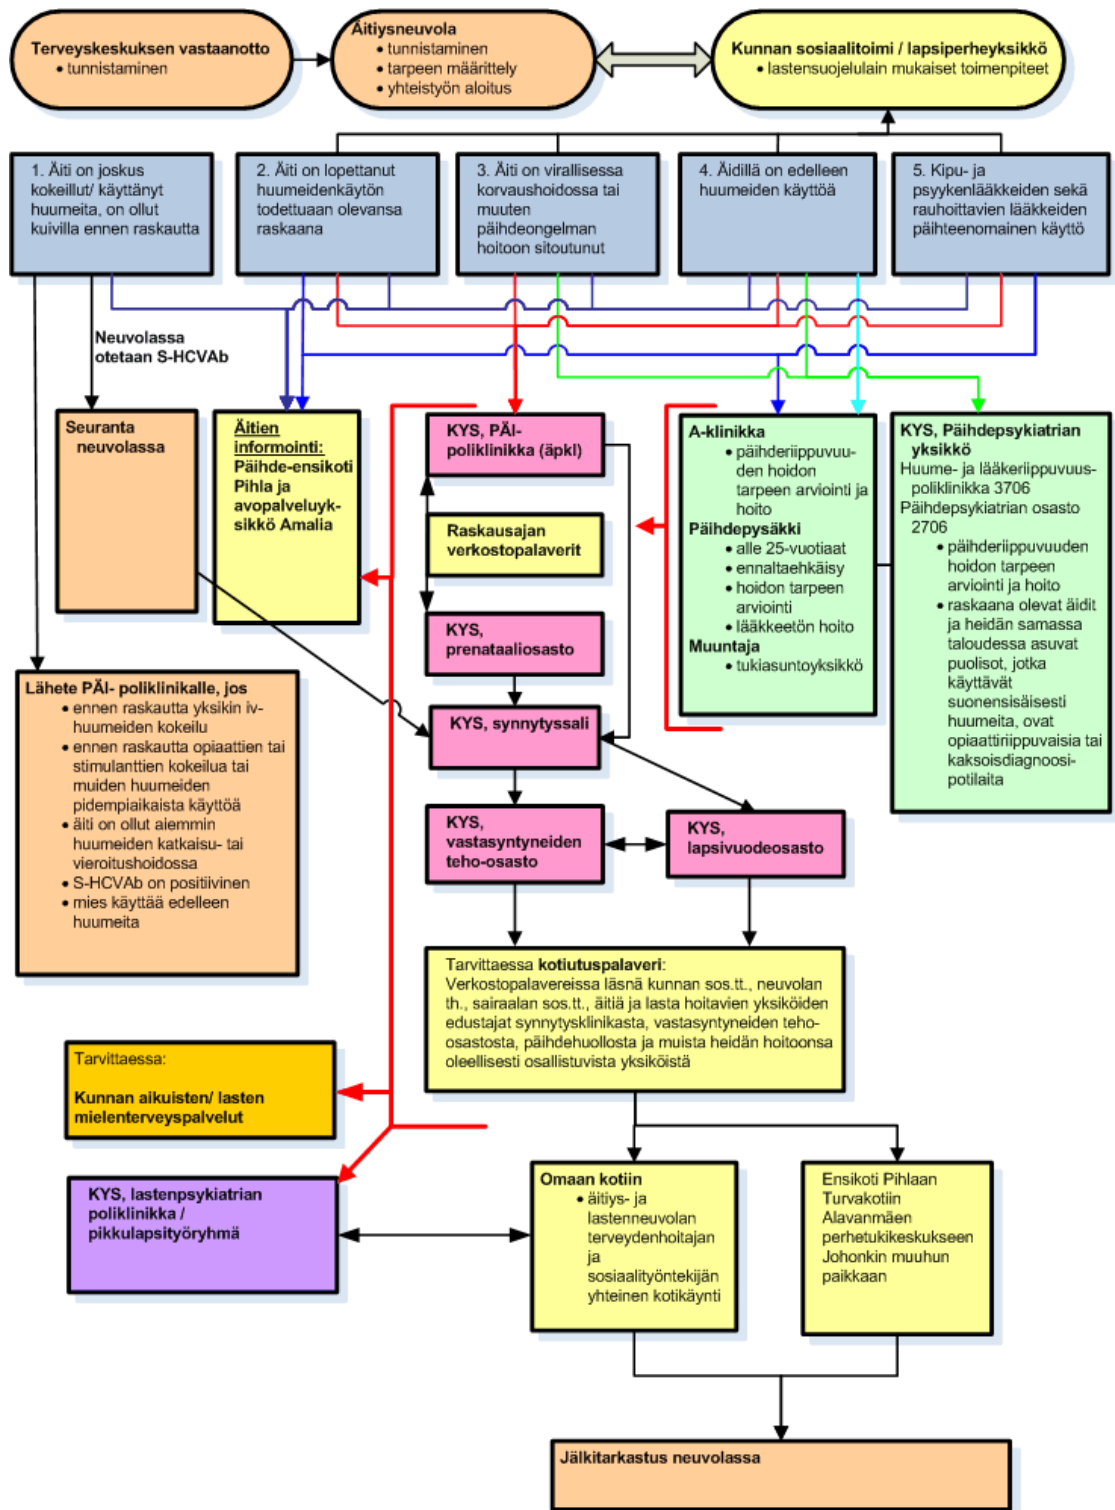 Terveyskeskuksen vastaanotto
• tunnistaminen
Äitiysneuvola
• tunnistaminen
• tarpeen määrittely
• yhteistyön aloitus
Kunnan sosiaalitoimi / lapsiperheyksikkö
• lastensuojelulain mukaiset toimenpiteet
1. Äiti on joskus
kokeillut/ käyttänyt
huumeita, on ollut
kuivilla ennen raskautta
2. Äiti on lopettanut
huumeidenkäytön
todettuaan olevansa
raskaana
3. Äiti on virallisessa
korvaushoidossa tai
muuten
päihdeongelman
hoitoon sitoutunut
4. Äidillä on edelleen
huumeiden käyttöä
5. Kipu- ja
psyykenlääkkeiden sekä
rauhoittavien lääkkeiden
päihteenomainen käyttö
Neuvolassa
otetaan S-HCVAb
Seuranta
neuvolassa
Äitien
informointi:
Päihde-ensikoti
Pihla ja
avopalveluyk-
sikkö Amalia
KYS, PÄI-
poliklinikka (äpkl)
Raskausajan
verkostopalaverit
KYS,
prenataaliosasto
KYS, synnytyssali
KYS,
vastasyntyneiden
teho-osasto
KYS,
lapsivuodeosasto
A-klinikka
• päihderiippuvuu-
den hoidon
tarpeen arviointi ja
hoito
Päihdepysäkki
• alle 25-vuotiaat
• ennaltaehkäisy
• hoidon tarpeen
arviointi
• lääkkeetön hoito
Muuntaja
• tukiasuntoyksikkö
KYS, Päihdepsykiatrian
yksikkö
Huume- ja lääkeriippuvuus-
poliklinikka 3706
Päihdepsykiatrian osasto
2706
• päihderiippuvuuden
hoidon tarpeen
arviointi ja hoito
• raskaana olevat äidit
ja heidän samassa
taloudessa asuvat
puolisot, jotka
käyttävät
suonensisäisesti
huumeita, ovat
opiaattiriippuvaisia tai
kaksoisdiagnoosi-
potilaita
Lähete PÄI- poliklinikalle, jos
• ennen raskautta yksikin iv-
huumeiden kokeilu
• ennen raskautta opiaattien tai
stimulanttien kokeilua tai
muiden huumeiden
pidempiaikaista käyttöä
• äiti on ollut aiemmin
huumeiden katkaisu- tai
vieroitushoidossa
• S-HCVAb on positiivinen
• mies käyttää edelleen
huumeita
Tarvittaessa kotiutuspalaveri:
Verkostopalavereissa läsnä kunnan sos.tt., neuvolan
th., sairaalan sos.tt., äitiä ja lasta hoitavien yksiköiden
edustajat synnytysklinikasta, vastasyntyneiden teho-
osastosta, päihdehuollosta ja muista heidän hoitoonsa
oleellisesti osallistuvista yksiköistä
Tarvittaessa:
Kunnan aikuisten/ lasten
mielenterveyspalvelut
KYS, lastenpsykiatrian
poliklinikka /
pikkulapsityöryhmä
Omaan kotiin
• äitiys- ja
lastenneuvolan
terveydenhoitajan
ja
sosiaalityöntekijän
yhteinen kotikäynti
Ensikoti Pihlaan
Turvakotiin
Alavanmäen
perhetukikeskukseen
Johonkin muuhun
paikkaan
Jälkitarkastus neuvolassa